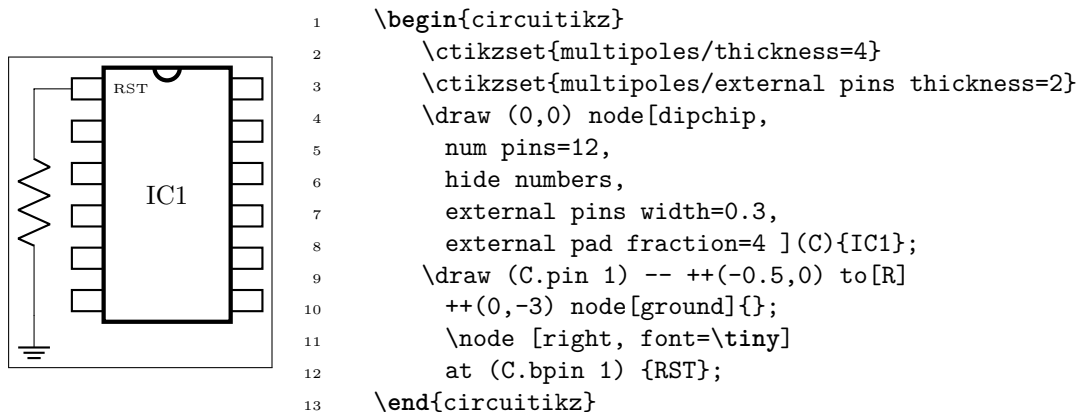 RST
IC1
1 \begin{circuitikz}
2 \ctikzset{multipoles/thickness=4}
3 \ctikzset{multipoles/external pins thickness=2}
4 \draw (0,0) node[dipchip,
5 num pins=12,
6 hide numbers,
7 external pins width=0.3,
8 external pad fraction=4 ](C){IC1};
9 \draw (C.pin 1) -- ++(-0.5,0) to[R]
10 ++(0,-3) node[ground]{};
11 \node [right, font=\tiny]
12 at (C.bpin 1) {RST};
13 \end{circuitikz}